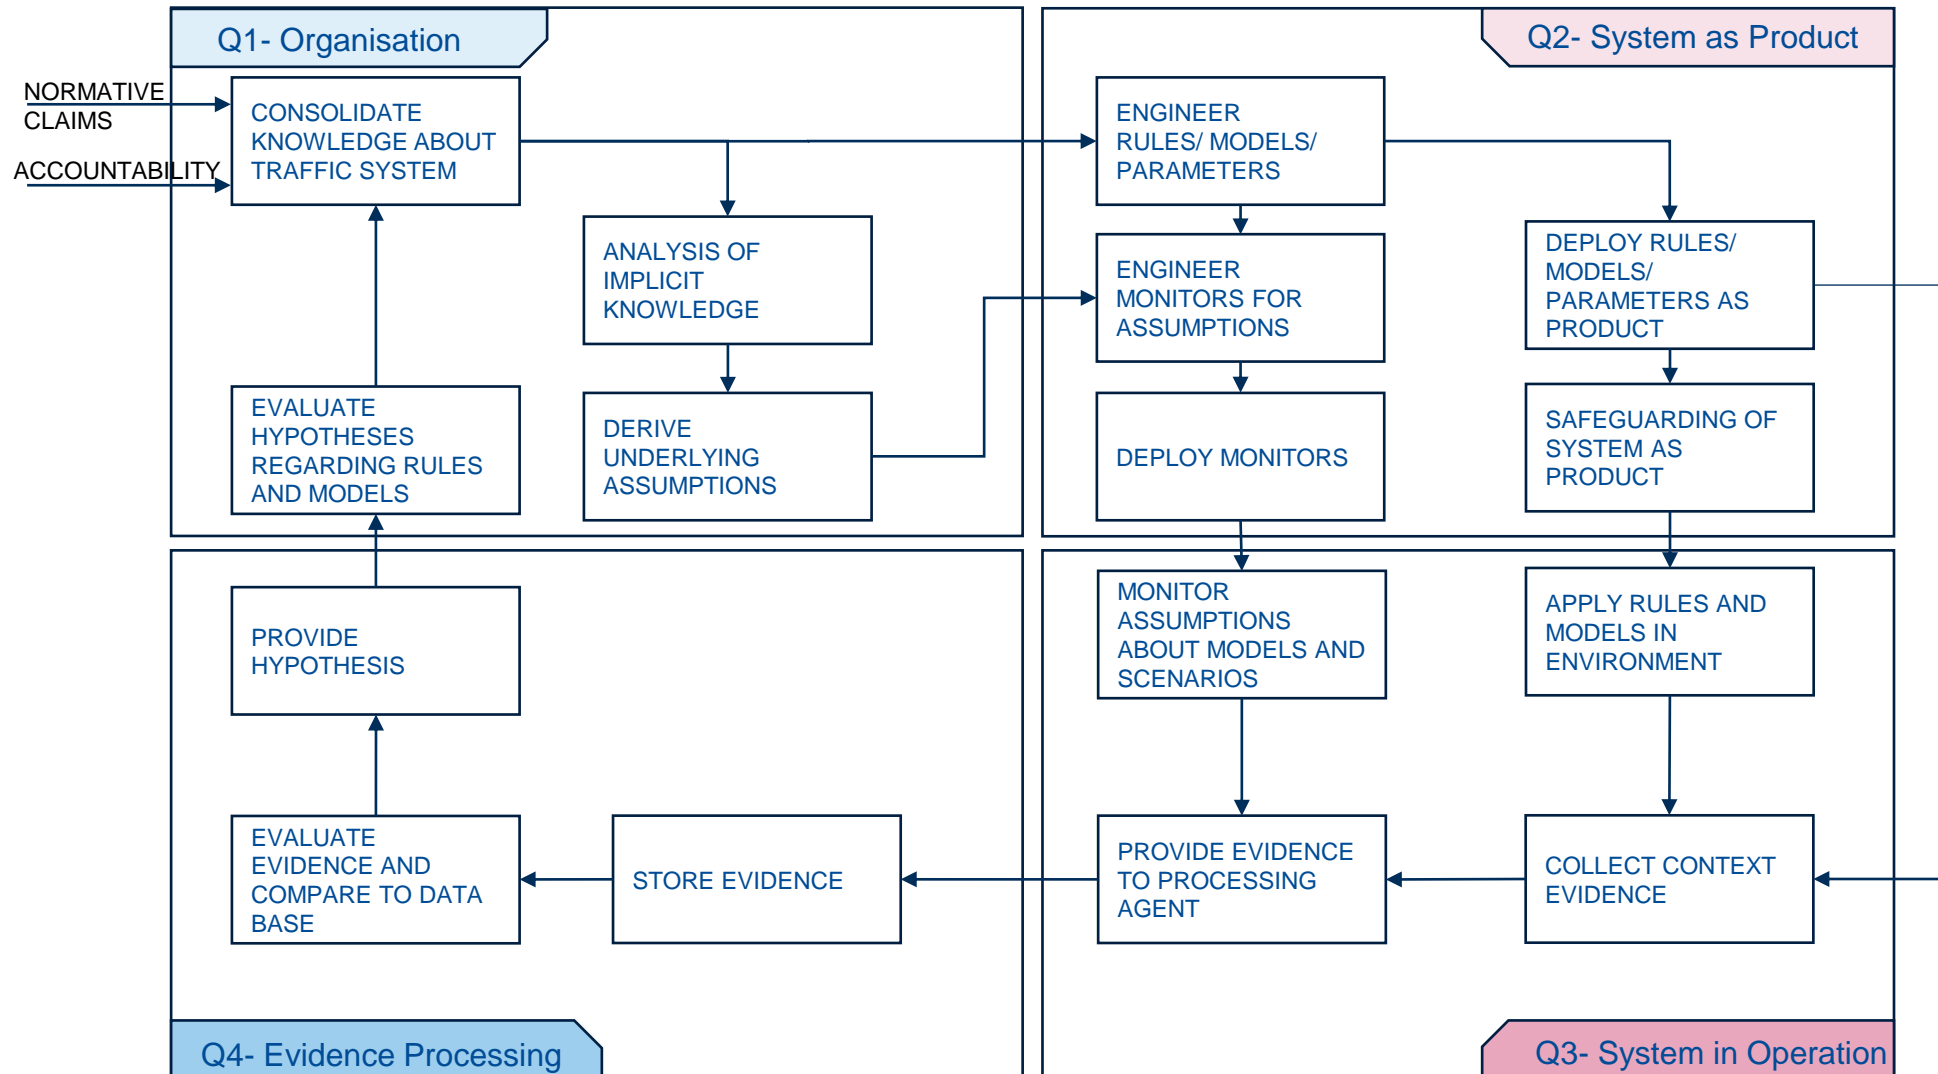 Q1- Organisation
Q2- System as Product
NORMATIVE
CLAIMS
ACCOUNTABILITY
CONSOLIDATE
KNOWLEDGE ABOUT
TRAFFIC SYSTEM
ANALYSIS OF
IMPLICIT
KNOWLEDGE
DERIVE
UNDERLYING
ASSUMPTIONS
EVALUATE
HYPOTHESES
REGARDING RULES
AND MODELS
ENGINEER
RULES/ MODELS/
PARAMETERS
ENGINEER
MONITORS FOR
ASSUMPTIONS
DEPLOY MONITORS
DEPLOY RULES/
MODELS/
PARAMETERS AS
PRODUCT
SAFEGUARDING OF
SYSTEM AS
PRODUCT
PROVIDE
HYPOTHESIS
EVALUATE
EVIDENCE AND
COMPARE TO DATA
BASE
STORE EVIDENCE
MONITOR
ASSUMPTIONS
ABOUT MODELS AND
SCENARIOS
APPLY RULES AND
MODELS IN
ENVIRONMENT
PROVIDE EVIDENCE
TO PROCESSING
AGENT
COLLECT CONTEXT
EVIDENCE
Q4- Evidence Processing
Q3- System in Operation